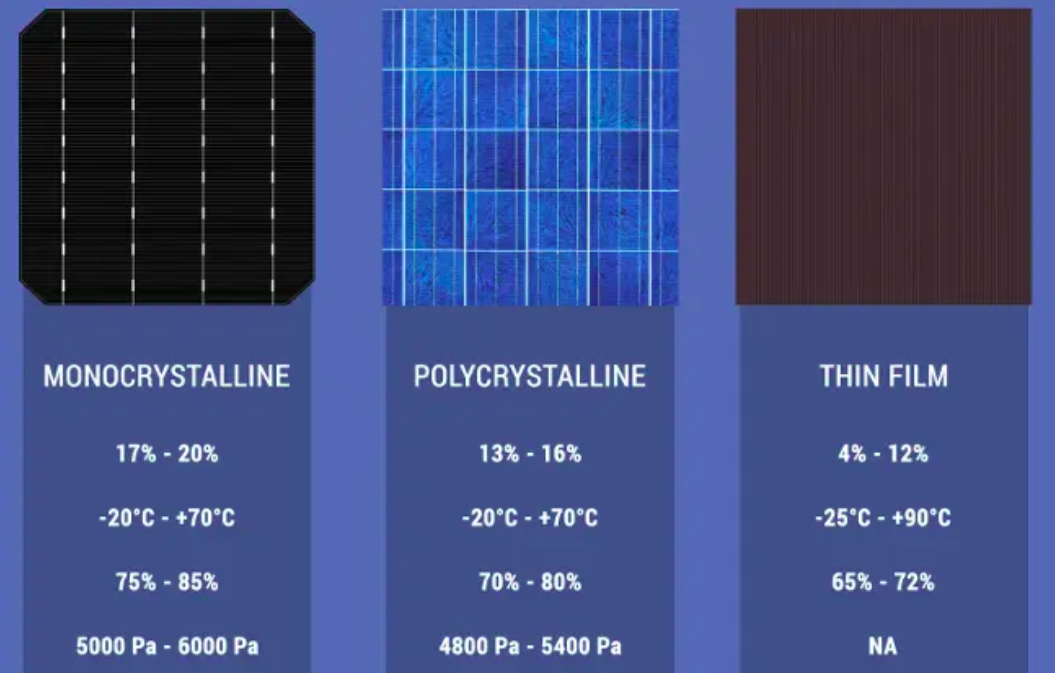 MONOCRYSTALLINE POLYCRYSTALLINE THIN FILM
17% - 20% 13% - 16% 4% - 12%
-20°C - +70°C -20°C - +70°C -25°C - +90°C
75% - 85% 70% - 80% 65% - 72%
5000 Pa - 6000 Pa 4800 Pa - 5400 Pa NA